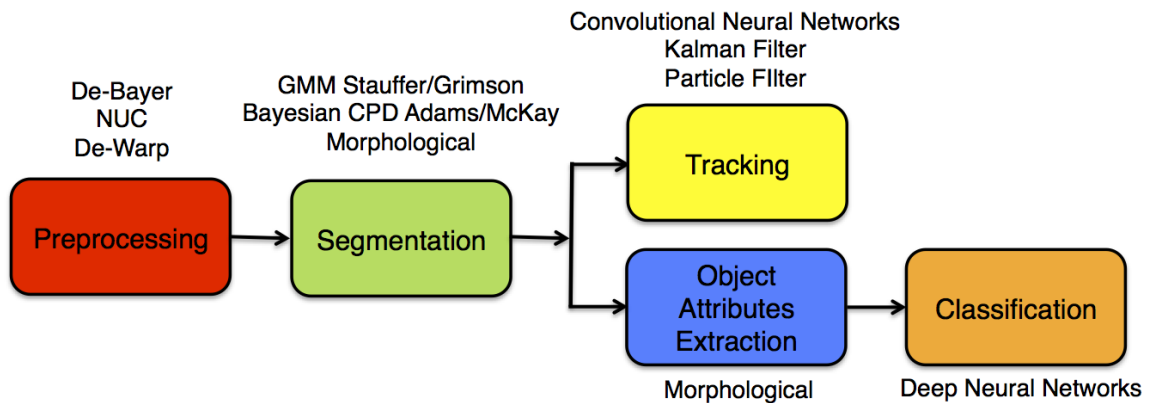 De-Bayer
NUC
De-Warp
Preprocessing
GMM Stauffer/Grimson
Bayesian CPD Adams/McKay
Morphological
Segmentation
Convolutional Neural Networks
Kalman Filter
Particle FIlter
Tracking
Object
Attributes
Extraction
Morphological
Classification
Deep Neural Networks